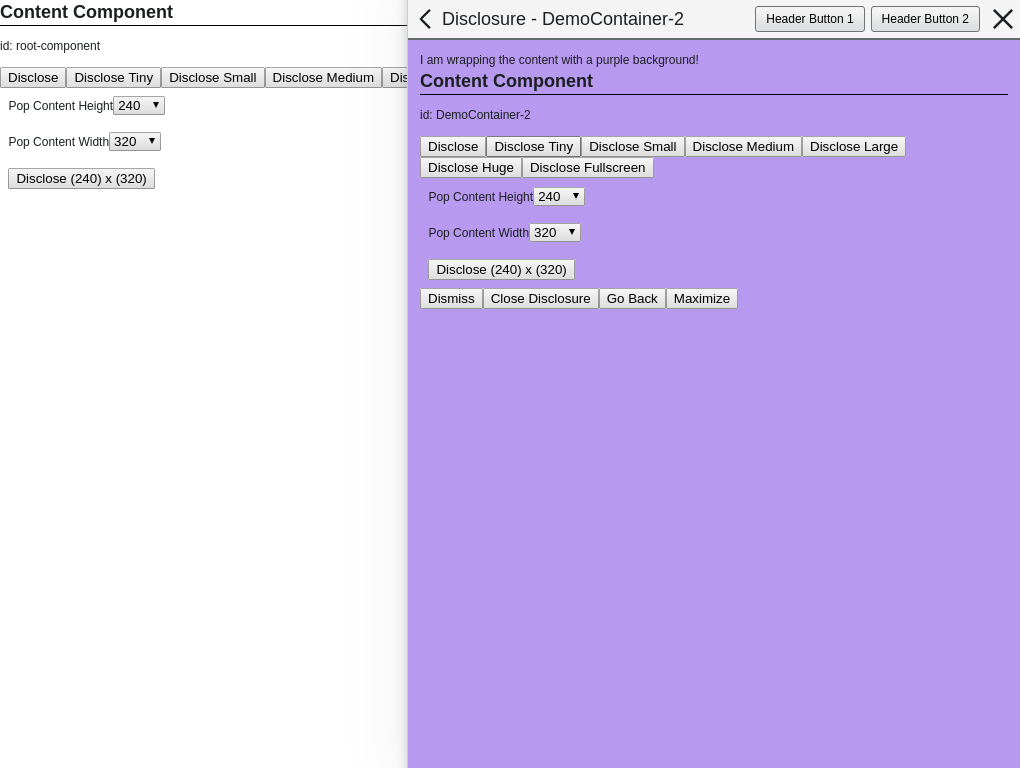 Content Component
id: root-component
Disclose Disclose Tiny Disclose Small Disclose Medium Dis
Pop Content Height 240
Pop Content Width 320
Disclose (240) x (320)
Disclosure - DemoContainer-2 Header Button 1 Header Button 2
I am wrapping the content with a purple background!
Content Component
id: DemoContainer-2
Disclose Disclose Tiny Disclose Small Disclose Medium Disclose Large
Disclose Huge Disclose Fullscreen
Pop Content Height 240
Pop Content Width 320
Disclose (240) x (320)
Dismiss Close Disclosure Go Back Maximize